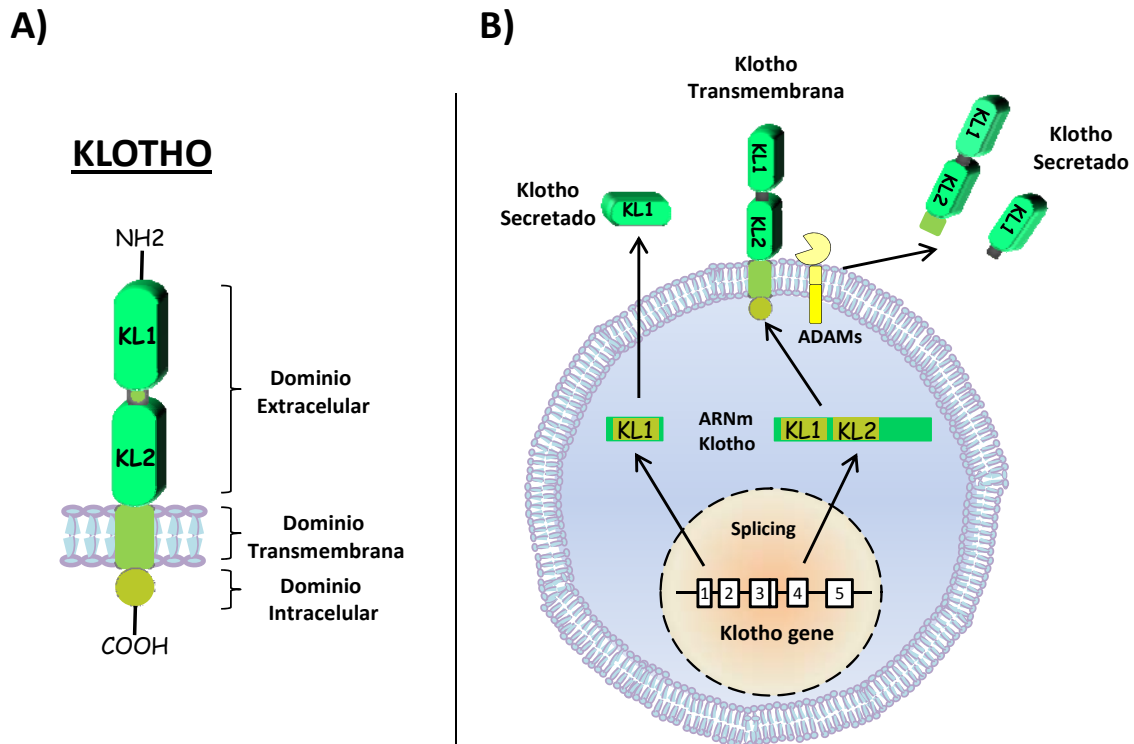 A)
KLOTHO
NH2
KL1
KL2
Dominio
Extracelular
Dominio
Transmembrana
Dominio
Intracelular
COOH
B)
Klotho
Transmembrana
Klotho
Secretado
KL1
KL1
KL2
KL1
KL2
KL1
Klotho
Secretado
ADAMs
KL1
ARNm
Klotho
KL1 KL2
Splicing
1 2 3 4 5
Klotho gene